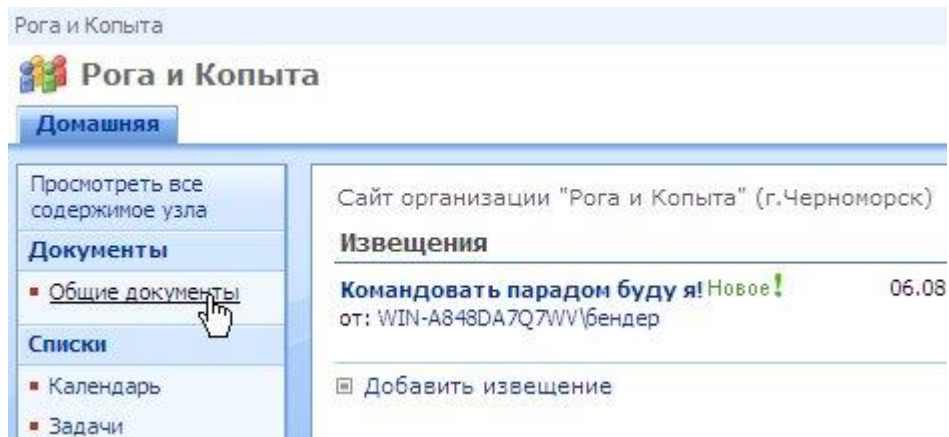 Рога и Копыта
Рога и Копыта
Домашняя
Просмотреть все
содержимое узла
Документы
Общие документы
Списки
Календарь
Задачи
Сайт организации "Рога и Копыта" (г.Черноморск)
Извещения
Командовать парадом буду я! Новое! 06.08
от: WIN-A848DA7Q7WV\бендер
Добавить извещение